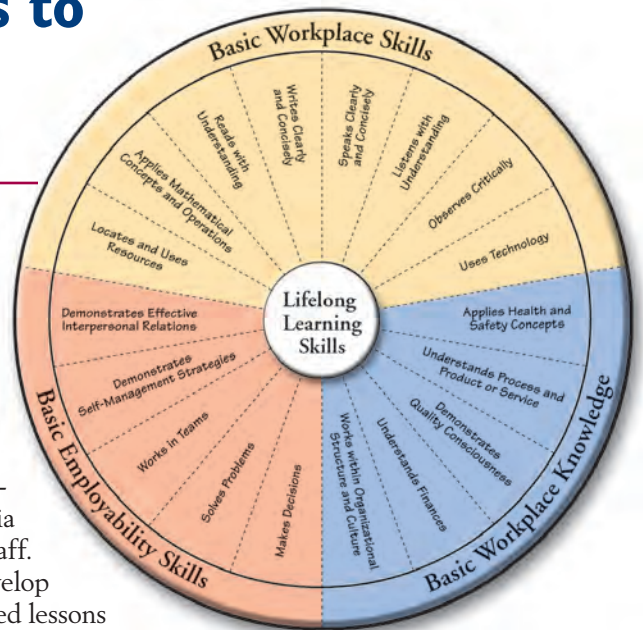 s to
Basic Workplace Skills
Locates and Uses
Resources
Applies Mathematical
Concepts and Operations
Reads with
Understanding
Writes Clearly
and Concisely
Speaks Clearly
and Concisely
Listens with
Understanding
Observes Critically
Uses Technology
Lifelong
Learning
Skills
Basic Workplace Knowledge
Applies Health and
Safety Concepts
Understands Process and
Product or Service
Demonstrates
Quality Consciousness
Understands Finances
Works within Organizational
Structure and Culture
Basic Employability Skills
Demonstrates Effective
Interpersonal Relations
Demonstrates
Self-Management Strategies
Works in Teams
Solves Problems
Makes Decisions
-
ia
aff.
velop
ed lessons